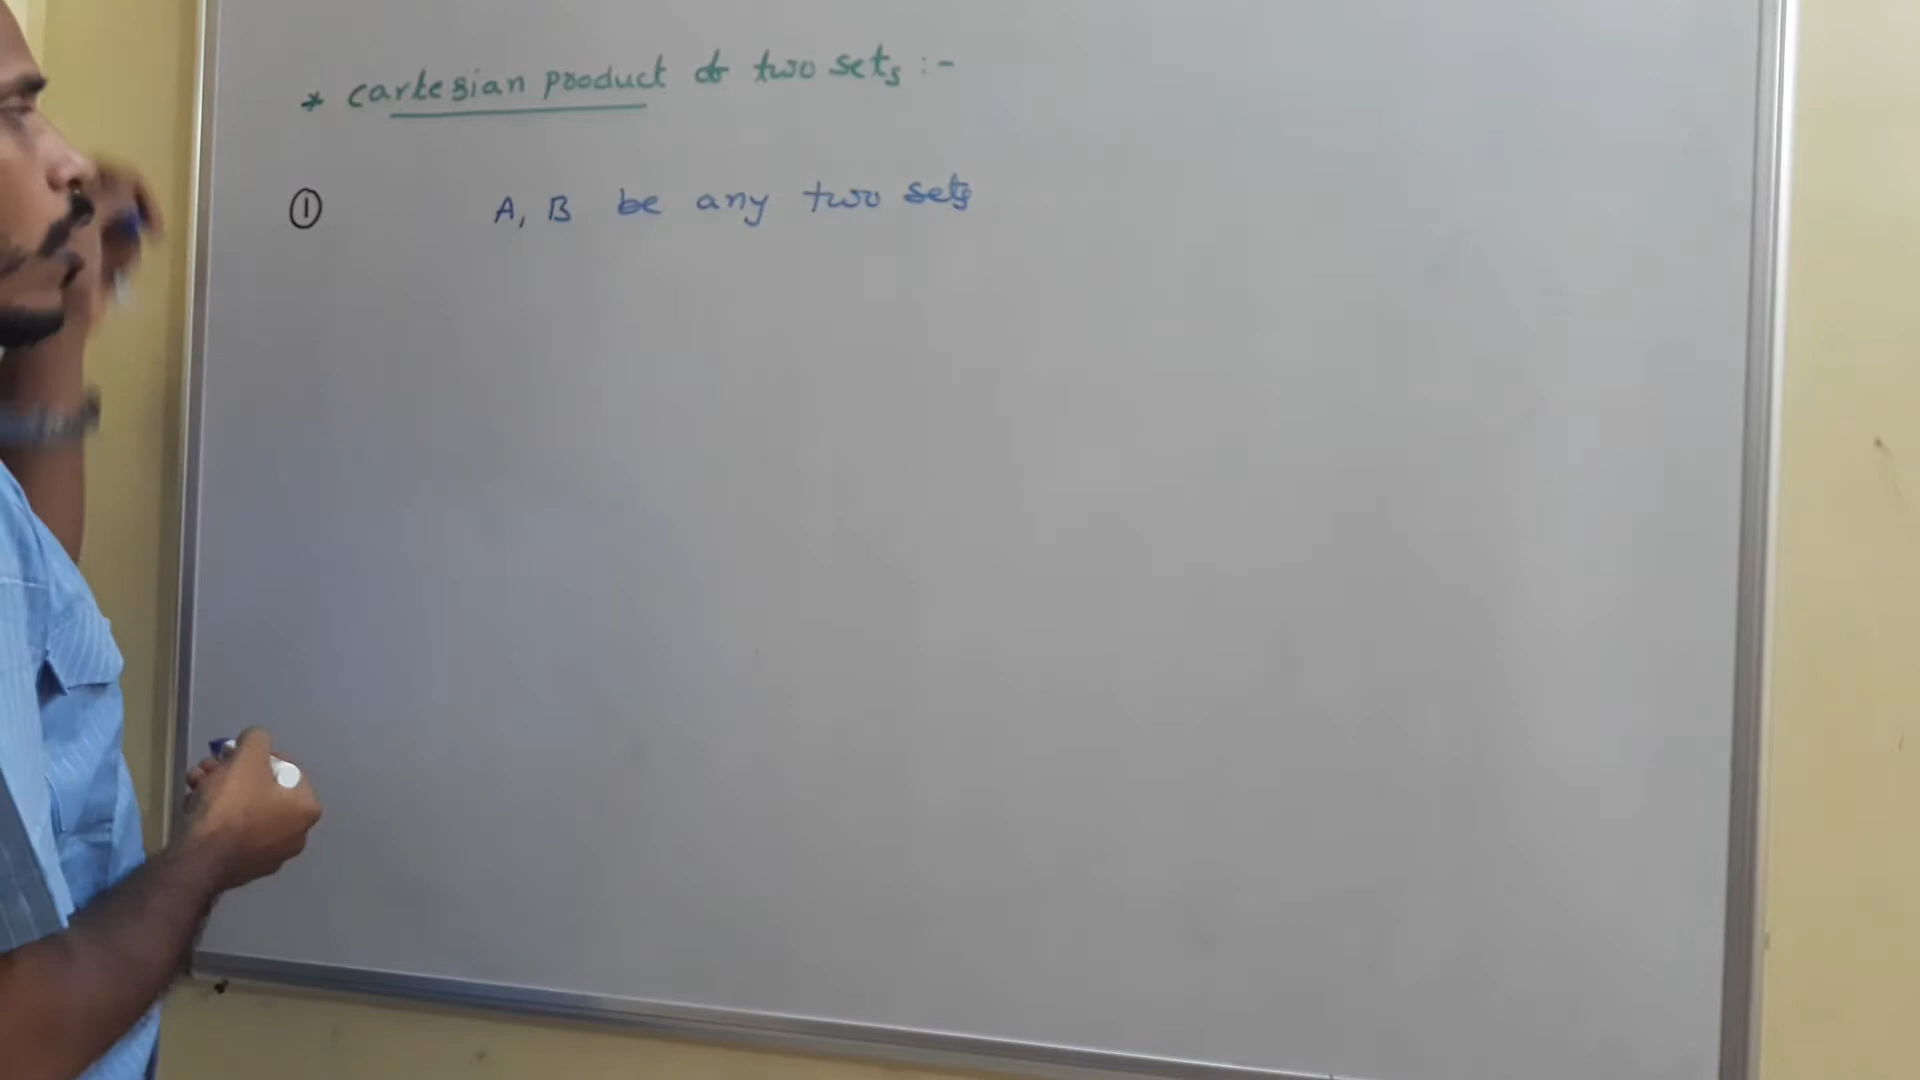 * Cartesian product of two sets :-
① A, B be any two sets